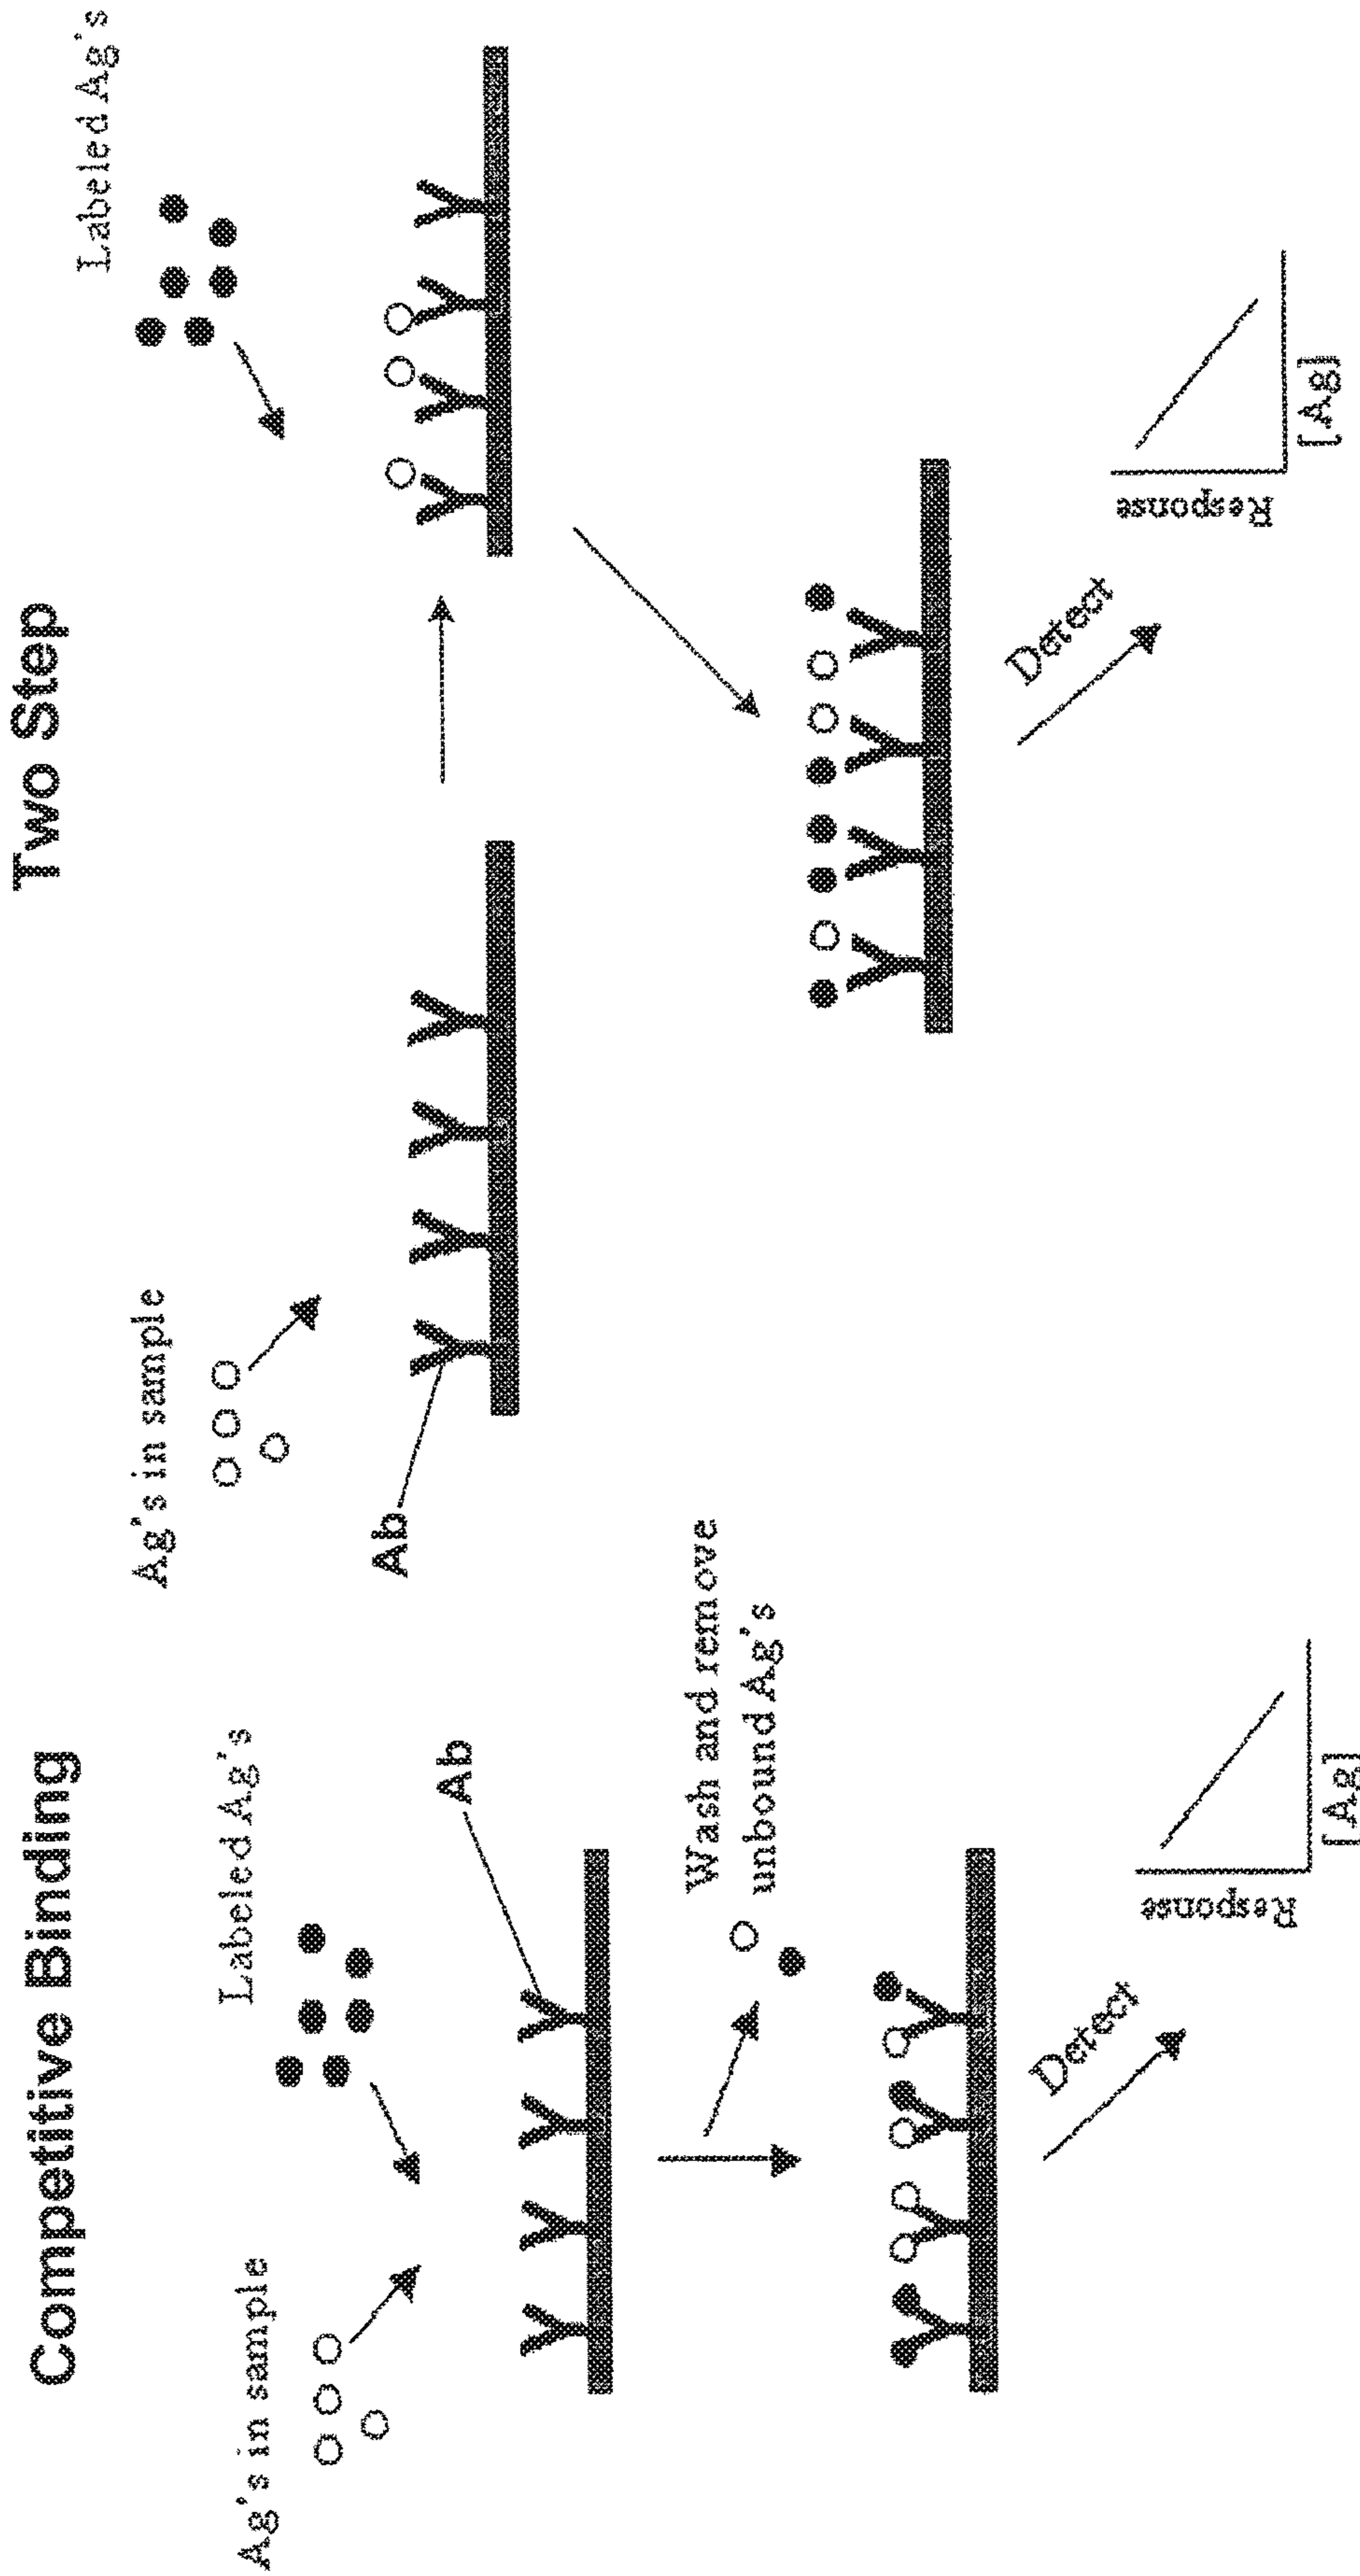 Competitive Binding
Ag's in sample
Labeled Ag's
Ab
Wash and remove
unbound Ag's
Detect
Response
[Ag]
Two Step
Ag's in sample
Ab
Labeled Ag's
Detect
Response
[Ag]